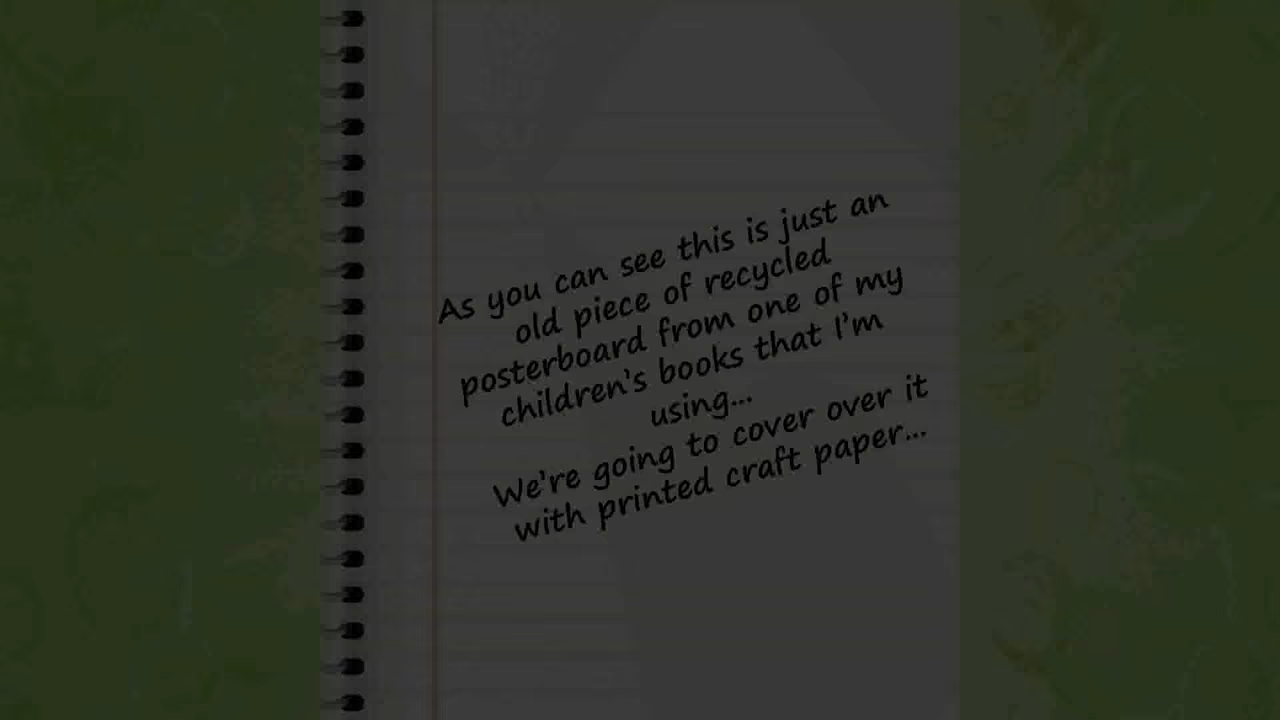 As you can see this is just an
old piece of recycled
posterboard from one of my
children's books that I'm
using...
We're going to cover over it
with printed craft paper...